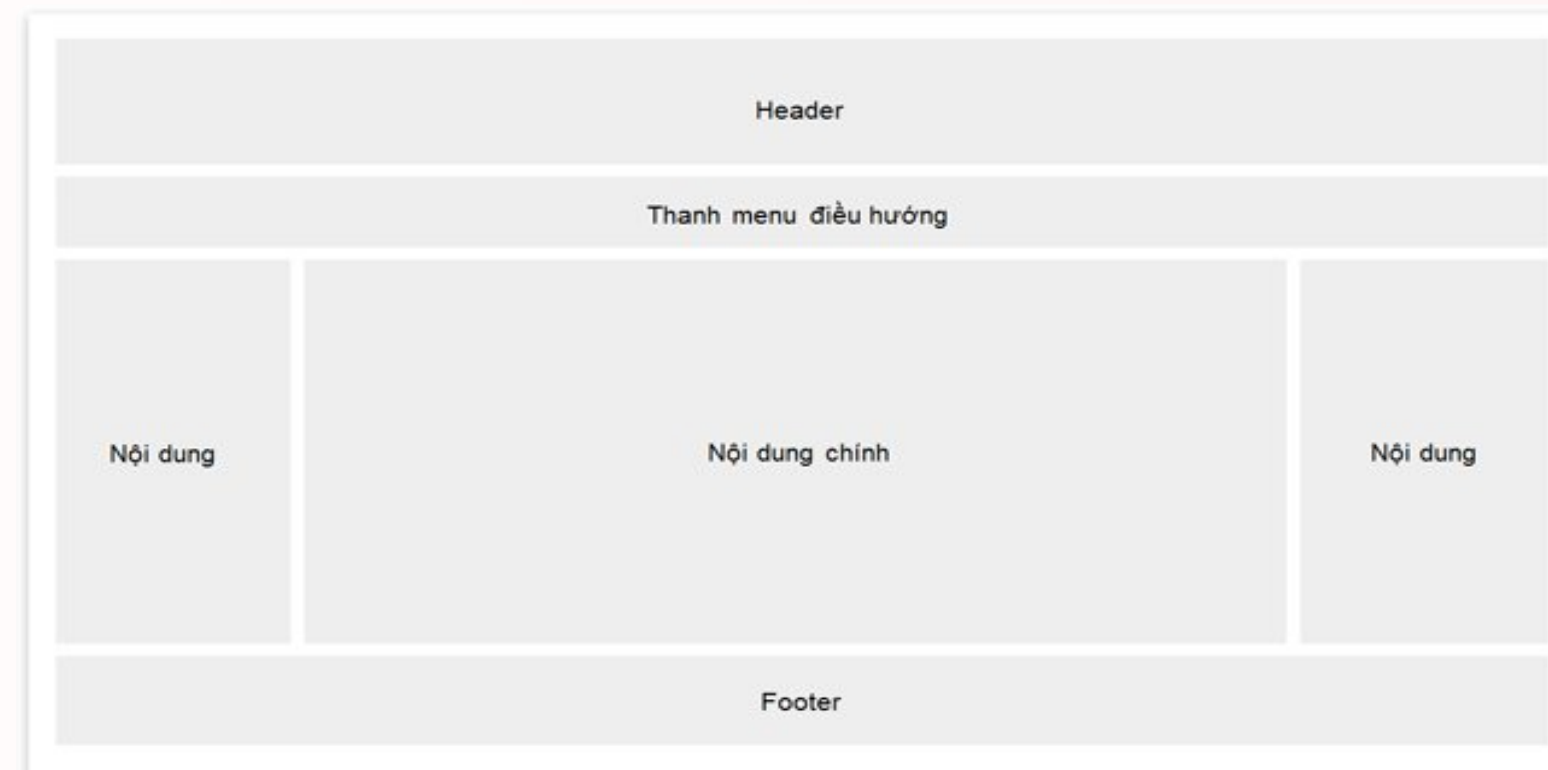 Header
Thanh menu điều hướng
Nội dung
Nội dung chính
Nội dung
Footer